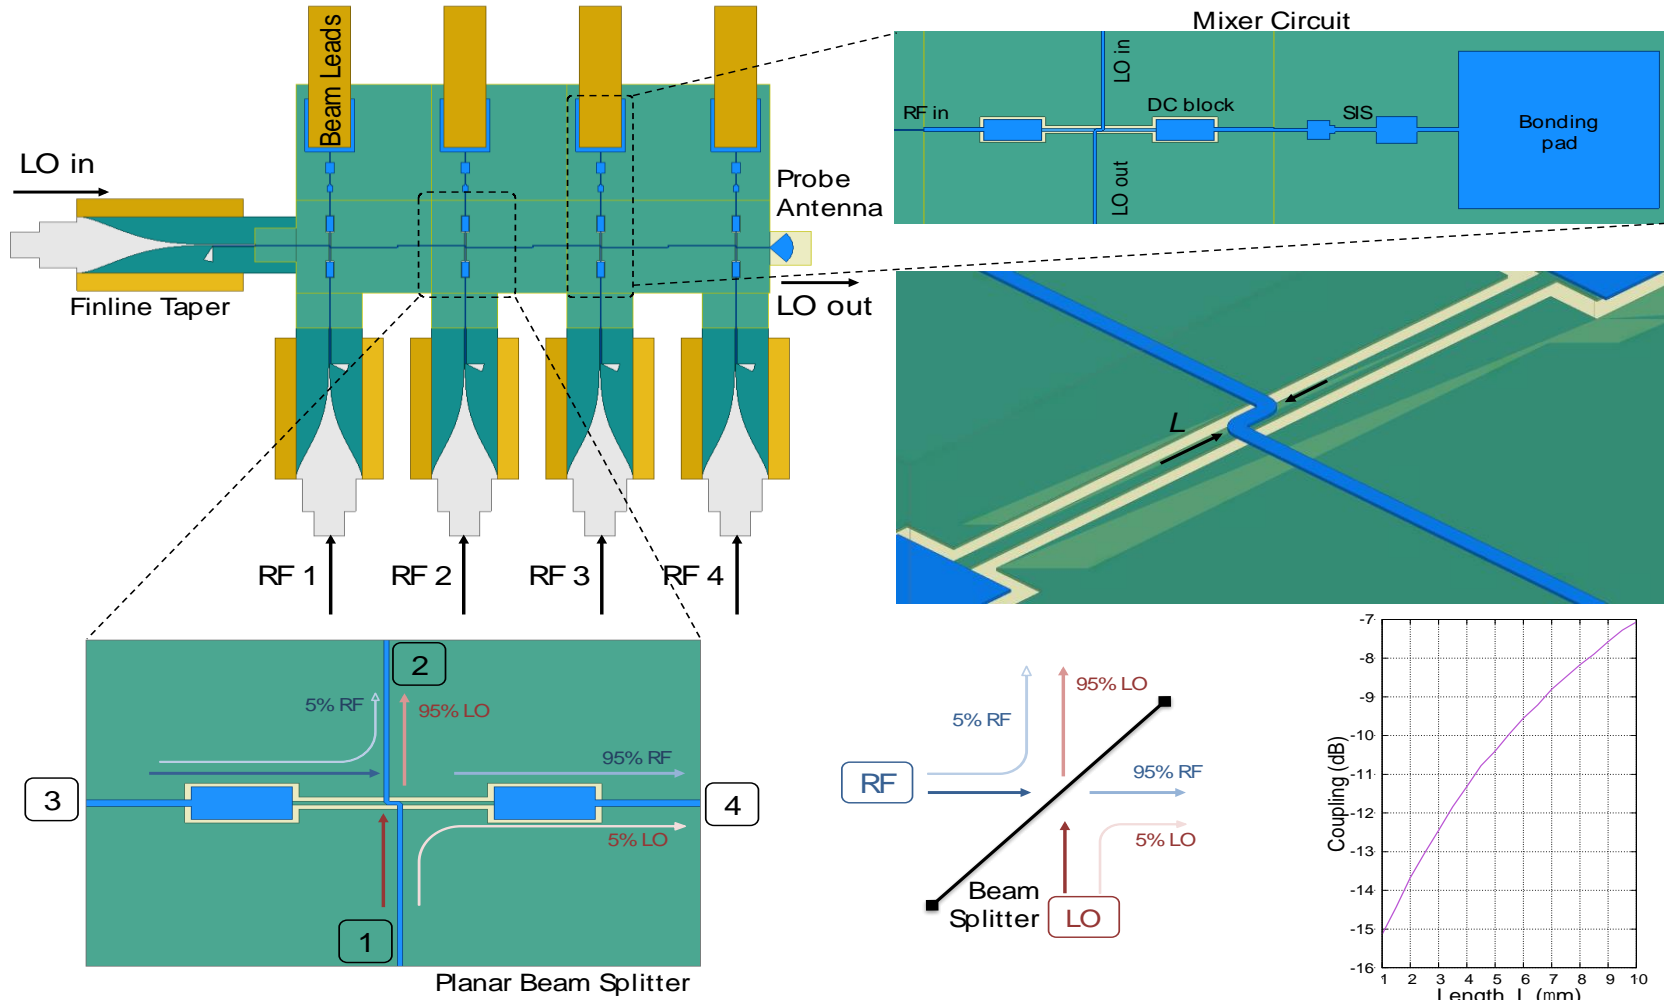 Mixer Circuit
Beam Leads
LO in
RF in
DC block
SIS
Bonding
pad
LO out
LO in
Probe
Antenna
Finline Taper
LO out
L
RF 1
RF 2
RF 3
RF 4
2
5% RF
95% LO
95% RF
3
4
5% LO
1
Planar Beam Splitter
95% LO
5% RF
RF
95% RF
5% LO
Beam
Splitter
LO
Coupling (dB)
-7
-8
-9
-10
-11
-12
-13
-14
-15
-16
1 2 3 4 5 6 7 8 9 10
Length, L (mm)